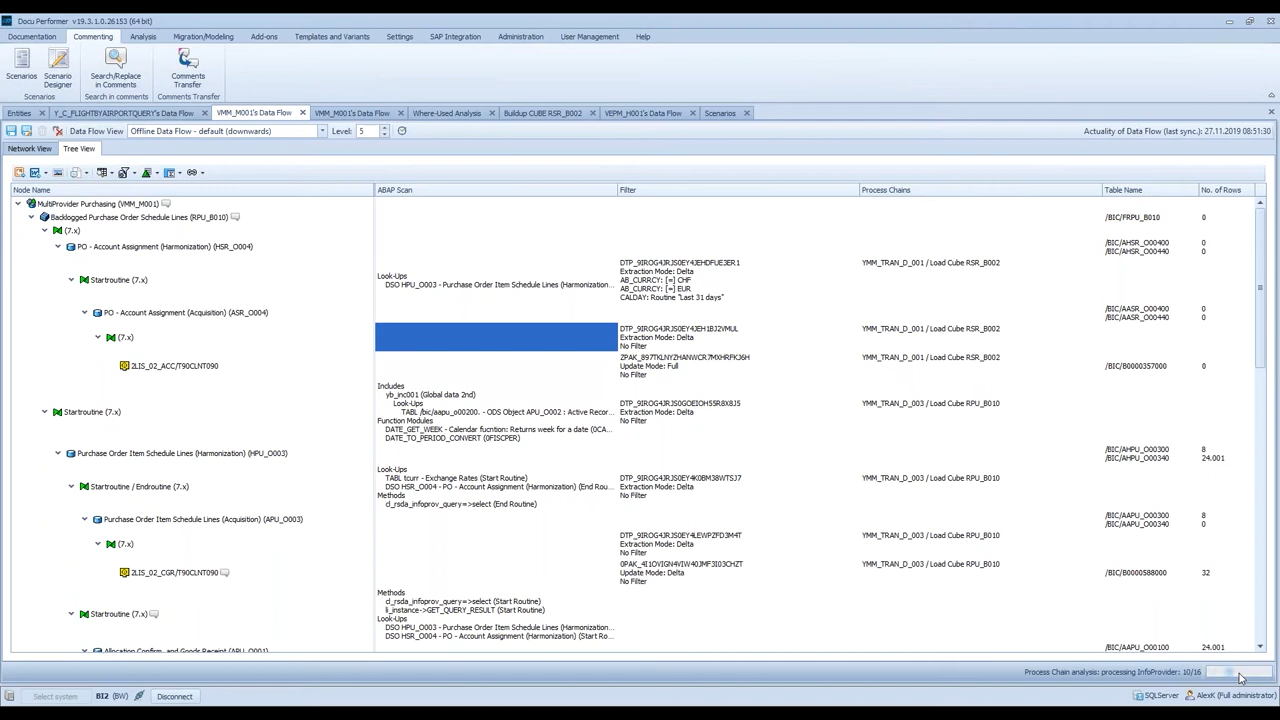 Docu Performer v19.3.1.0.26153 (64 bit)
Documentation Commenting Analysis Migration/Modeling Add-ons Templates and Variants Settings SAP Integration Administration User Management Help
Scenarios Scenario Designer Search/Replace in Comments Comments Transfer
Scenarios Search in comments Comments Transfer
Entities Y_C_FLIGHTBYAIRPORTQUERY's Data Flow VMM_M001's Data Flow VMM_M001's Data Flow Where-Used Analysis Buildup CUBE RSR_B002 VEPM_H001's Data Flow Scenarios
Data Flow View Offline Data Flow - default (downwards) Level: 5 Actuality of Data Flow (last sync.) : 27.11.2019 08:51:30
Network View Tree View
Node Name ABAP Scan Filter Process Chains Table Name No. of Rows
MultiProvider Purchasing (VMM_M001)
Backlogged Purchase Order Schedule Lines (RPU_B010) /BIC/FRPU_B010 0
(7.x)
PO - Account Assignment (Harmonization) (HSR_O004) /BIC/AHSR_O00400 0
/BIC/AHSR_O00440 0
DTP_9IROG4JRJS0EY4JEHDFUE3ER1 YMM_TRAN_D_001 / Load Cube RSR_B002
Extraction Mode: Delta
Startroutine (7.x) Look-Ups AB_CURRCY: [=] CHF
DSO HPU_O003 - Purchase Order Item Schedule Lines (Harmonization... AB_CURRCY: [=] EUR
CALDAY: Routine "Last 31 days"
PO - Account Assignment (Acquisition) (ASR_O004) /BIC/AASR_O00400 0
/BIC/AASR_O00440 0
DTP_9IROG4JRJS0EY4JEH1BJ2VMUL YMM_TRAN_D_001 / Load Cube RSR_B002
(7.x) Extraction Mode: Delta
No Filter
ZPAK_897TKLNYZHANWCR7MXHRFKJ6H YMM_TRAN_D_001 / Load Cube RSR_B002
2LIS_02_ACC/T90CLNT090 Update Mode: Full /BIC/B0000357000 0
No Filter
Includes
yb_inc001 (Global data 2nd)
Look-Ups DTP_9IROG4JRJS0GOEIOH55R8X8J5 YMM_TRAN_D_003 / Load Cube RPU_B010
Startroutine (7.x) TABL /bic/aapu_o00200. - ODS Object APU_O002 : Active Recor... Extraction Mode: Delta
Function Modules No Filter
DATE_GET_WEEK - Calendar fucntion: Returns week for a date (0CA...
DATE_TO_PERIOD_CONVERT (0FISCPER)
Purchase Order Item Schedule Lines (Harmonization) (HPU_O003) /BIC/AHPU_O00300 8
/BIC/AHPU_O00340 24.001
Look-Ups
TABL tcurr - Exchange Rates (Start Routine) DTP_9IROG4JRJS0EY4K0BM38WTSJ7 YMM_TRAN_D_003 / Load Cube RPU_B010
Startroutine / Endroutine (7.x) DSO HSR_O004 - PO - Account Assignment (Harmonization) (End Rou... Extraction Mode: Delta
Methods No Filter
cl_rsda_infoprov_query=>select (End Routine)
Purchase Order Item Schedule Lines (Acquisition) (APU_O003) /BIC/AAPU_O00300 8
/BIC/AAPU_O00340 0
DTP_9IROG4JRJS0EY4LEWPZFD3M4T YMM_TRAN_D_003 / Load Cube RPU_B010
(7.x) Extraction Mode: Delta
No Filter
0PAK_4I1OVIGN4VIW40JMF3I03CHZT YMM_TRAN_D_003 / Load Cube RPU_B010
2LIS_02_CGR/T90CLNT090 Update Mode: Delta /BIC/B0000588000 32
No Filter
Methods
cl_rsda_infoprov_query=>select (Start Routine)
Startroutine (7.x) li_instance->GET_QUERY_RESULT (Start Routine)
Look-Ups
DSO HPU_O003 - Purchase Order Item Schedule Lines (Harmonization...
DSO HSR_O004 - PO - Account Assignment (Harmonization) (Start Ro...
Allocation Confirm. and Goods Receipt (APU_O001) /BIC/AAPU_O00100 24.001
Process Chain analysis: processing InfoProvider: 10/16
Select system BI2 (BW) Disconnect SQLServer AlexK (Full administrator)